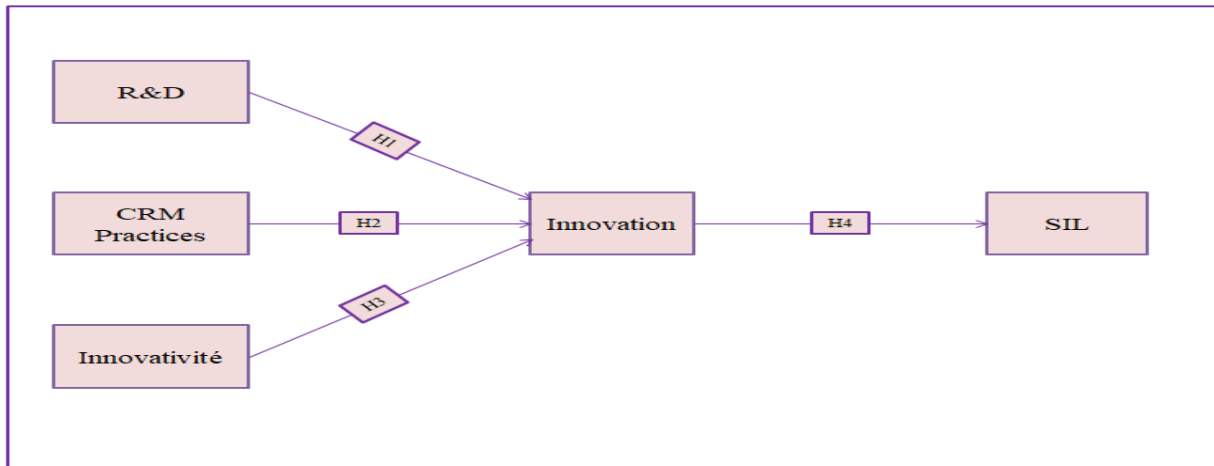 R&D
H1
CRM
Practices
H2
Innovation
H4
SIL
H3
Innovativité